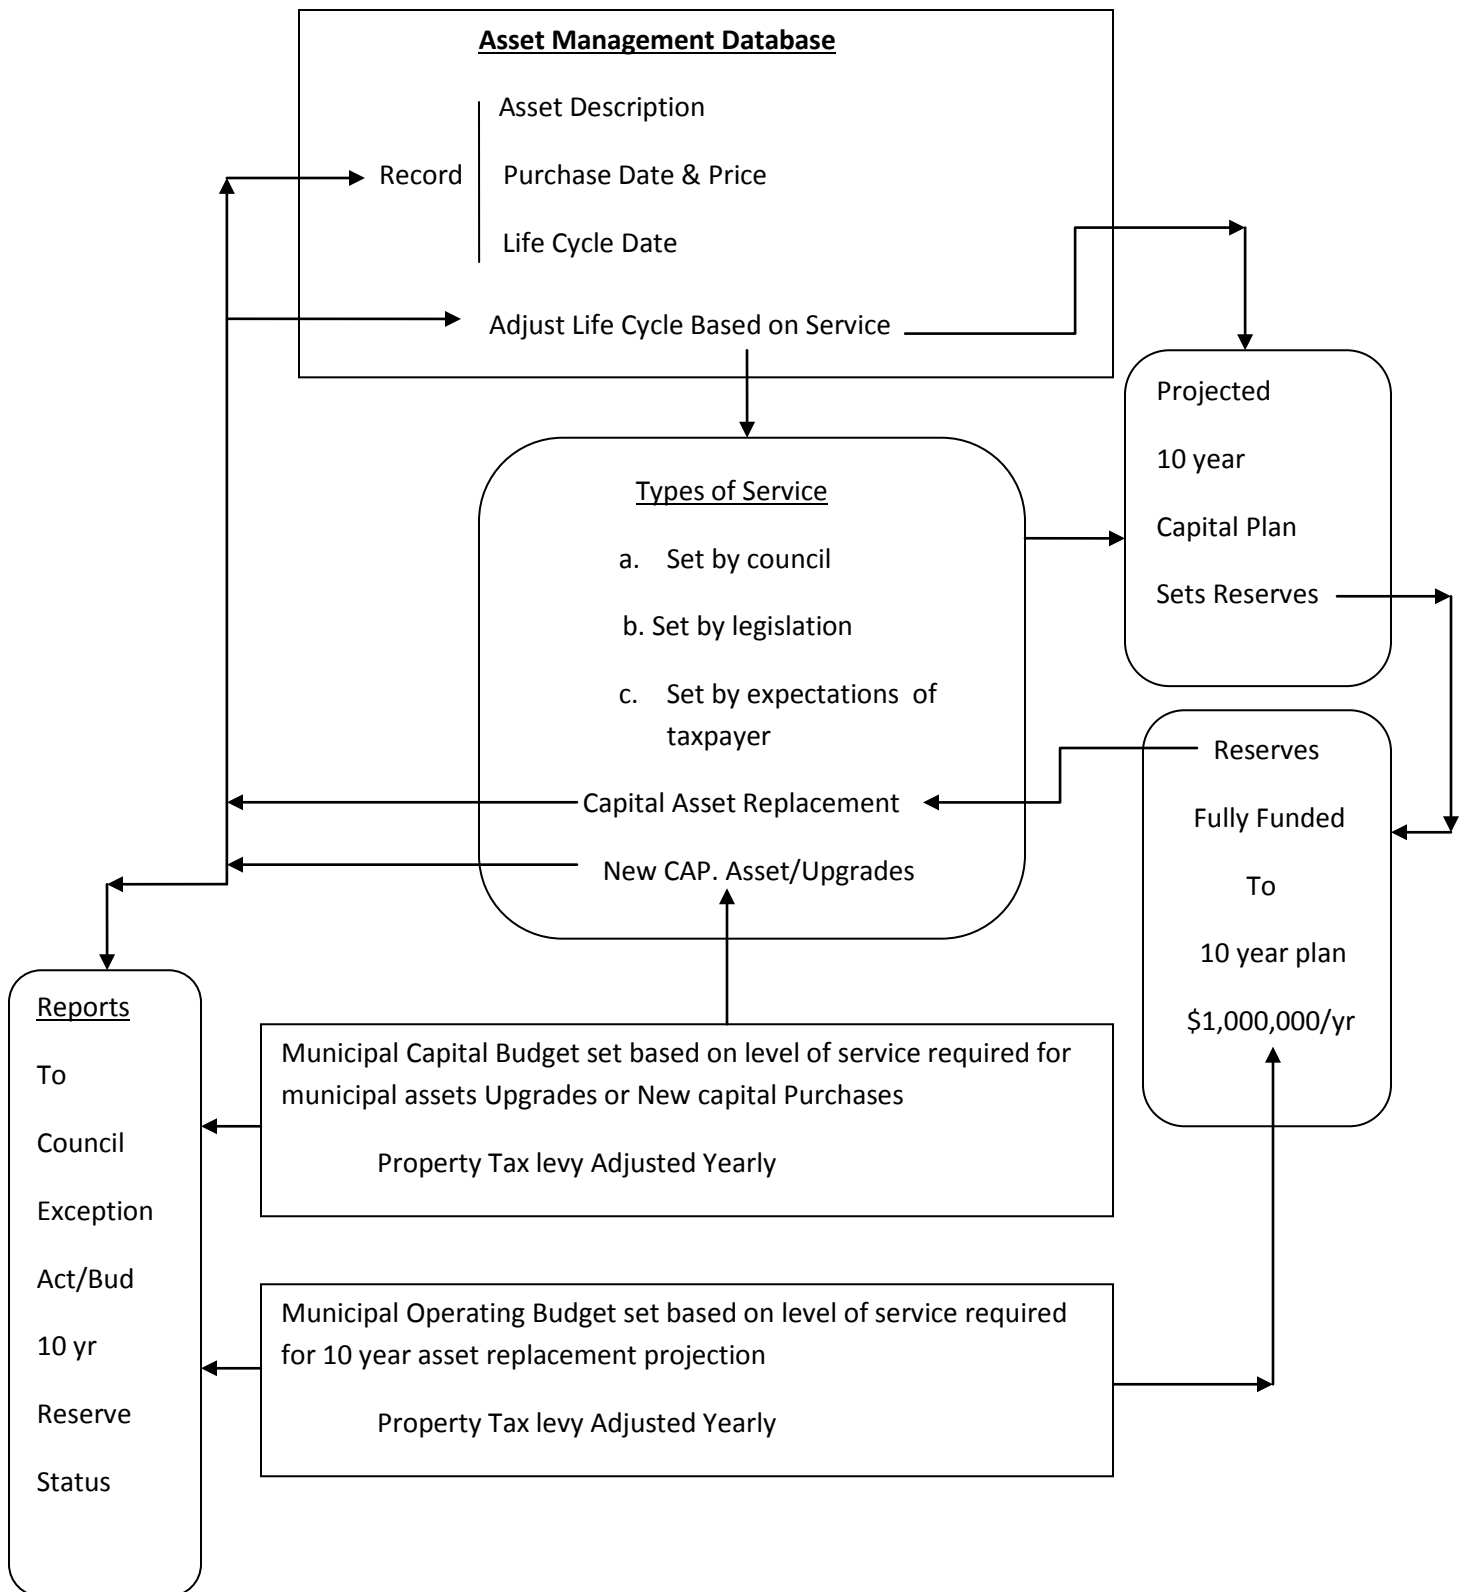 Asset Management Database
Asset Description
Record
Purchase Date & Price
Life Cycle Date
Adjust Life Cycle Based on Service
Projected
10 year
Capital Plan
Sets Reserves
Types of Service
a. Set by council
b. Set by legislation
c. Set by expectations of
taxpayer
Capital Asset Replacement
New CAP. Asset/Upgrades
Reserves
Fully Funded
To
10 year plan
$1,000,000/yr
Reports
To
Council
Exception
Act/Bud
10 yr
Reserve
Status
Municipal Capital Budget set based on level of service required for
municipal assets Upgrades or New capital Purchases
Property Tax levy Adjusted Yearly
Municipal Operating Budget set based on level of service required
for 10 year asset replacement projection
Property Tax levy Adjusted Yearly